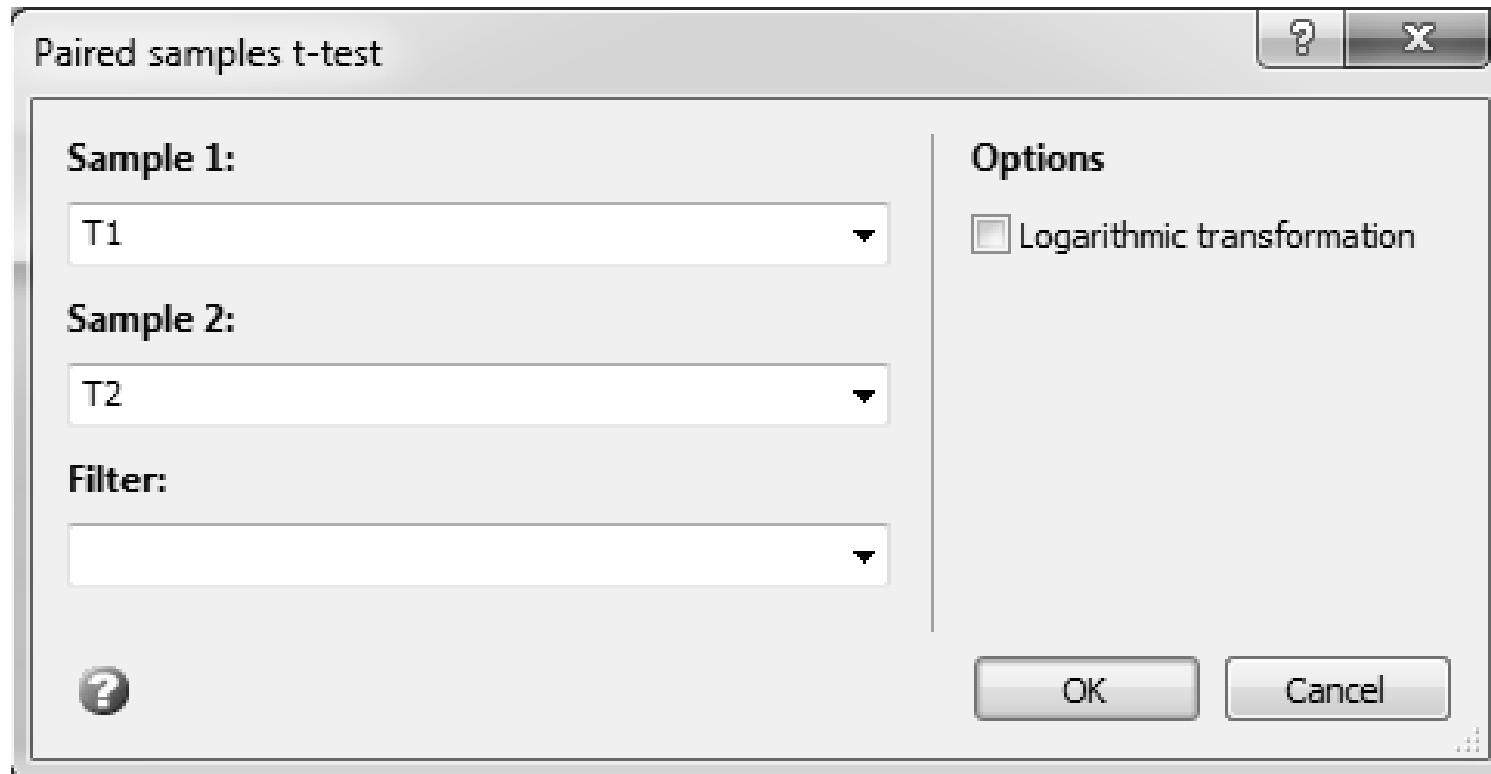 Paired samples t-test
Sample 1:
T1
Sample 2:
T2
Filter:
Options
Logarithmic transformation
OK
Cancel